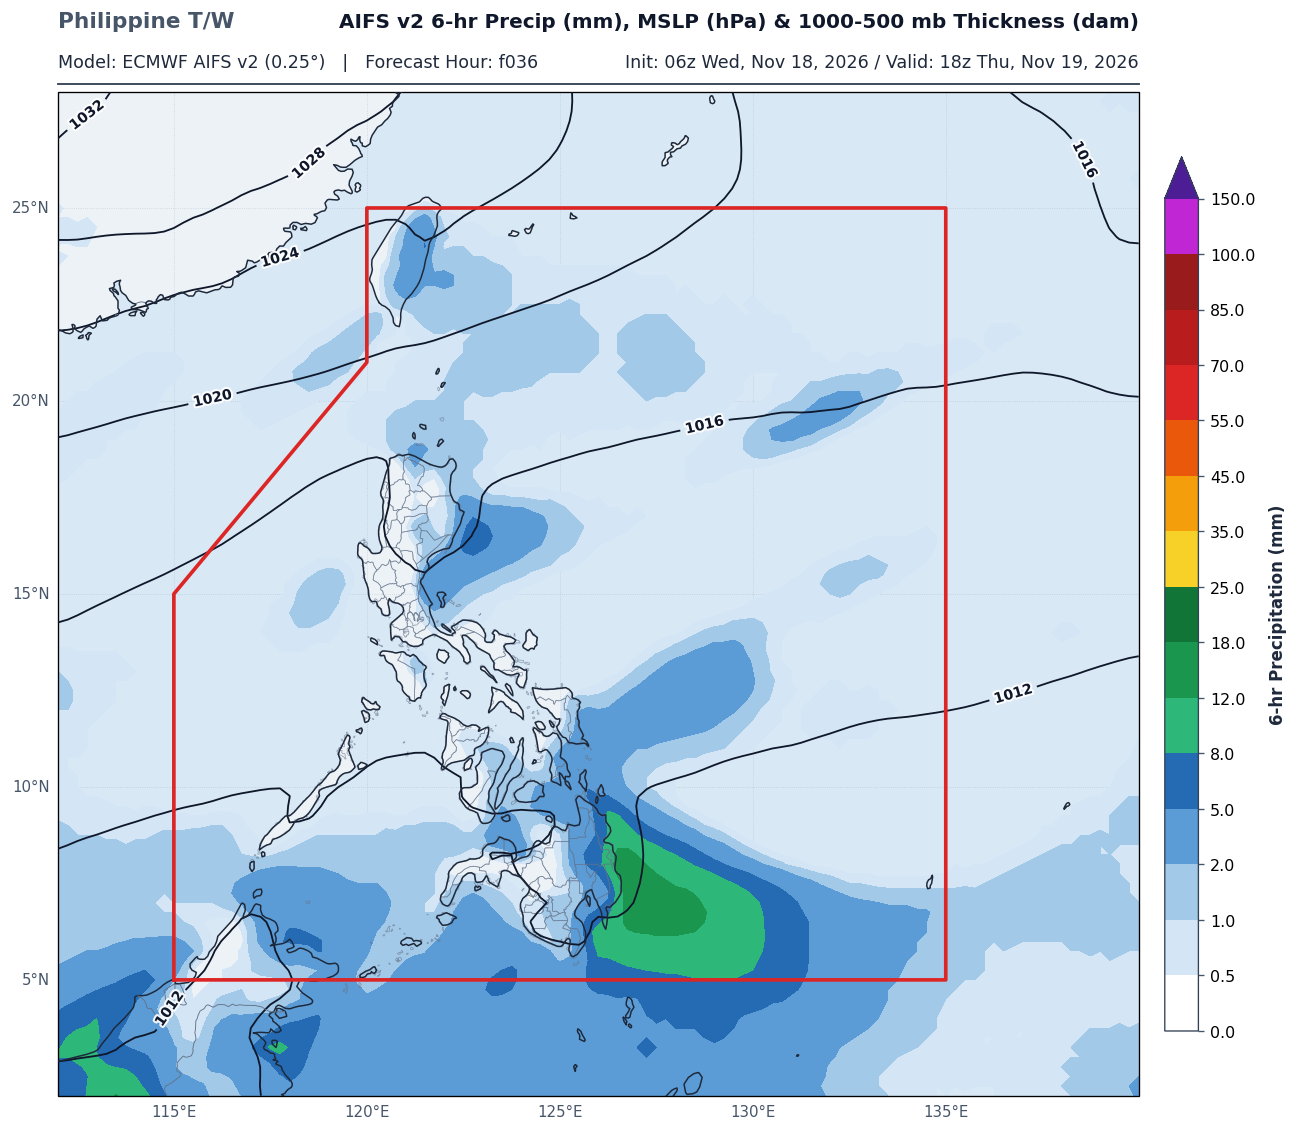 Philippine T/W
AIFS v2 6-hr Precip (mm), MSLP (hPa) & 1000-500 mb Thickness (dam)
Model: ECMWF AIFS v2 (0.25°) | Forecast Hour: f036
Init: 06z Wed, Nov 18, 2026 / Valid: 18z Thu, Nov 19, 2026
1032
1028
1016
1024
1020
1016
1012
1012
25°N
20°N
15°N
10°N
5°N
115°E
120°E
125°E
130°E
135°E
150.0
100.0
85.0
70.0
55.0
45.0
35.0
25.0
18.0
12.0
8.0
5.0
2.0
1.0
0.5
0.0
6-hr Precipitation (mm)